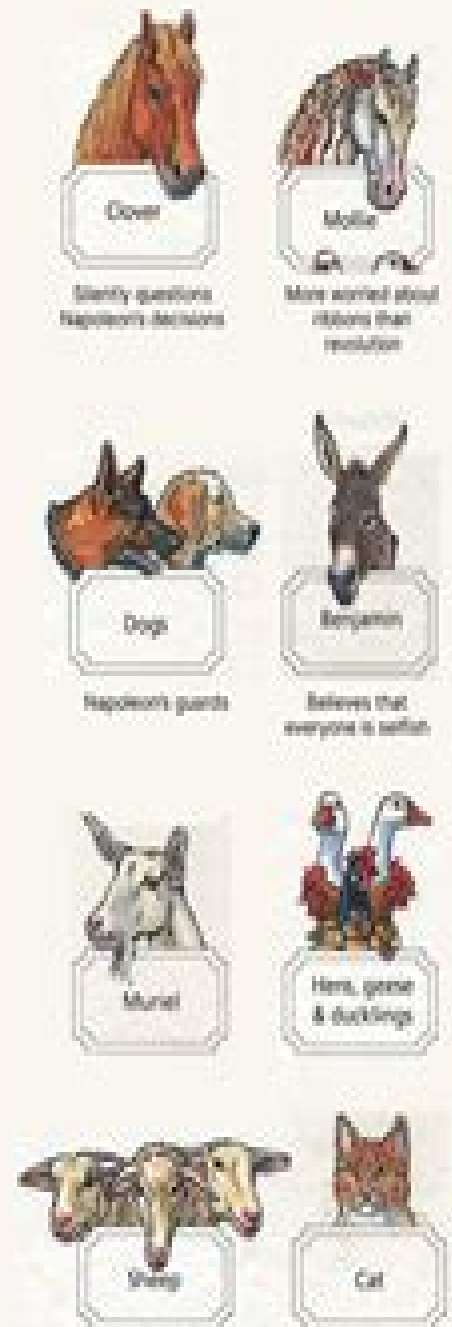 Clover
Mollie
Silently questions
Napoleon's decisions
More worried about
ribbons than
revolution
Dogs
Benjamin
Napoleon's guards
Believes that
everyone is selfish
Muriel
Hens, geese
& ducklings
Sheep
Cat